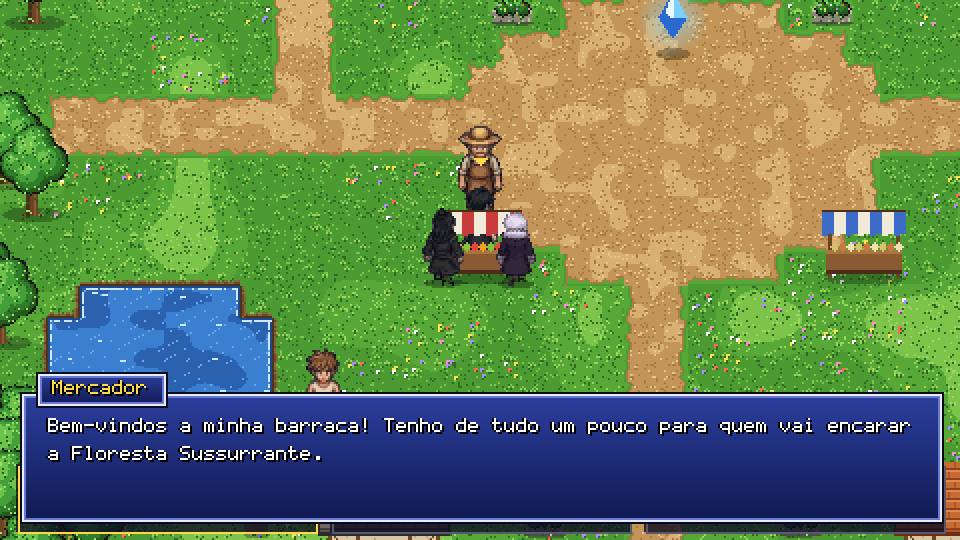 Mercador
Bem-vindos a minha barraca! Tenho de tudo um pouco para quem vai encarar
a Floresta Sussurrante.